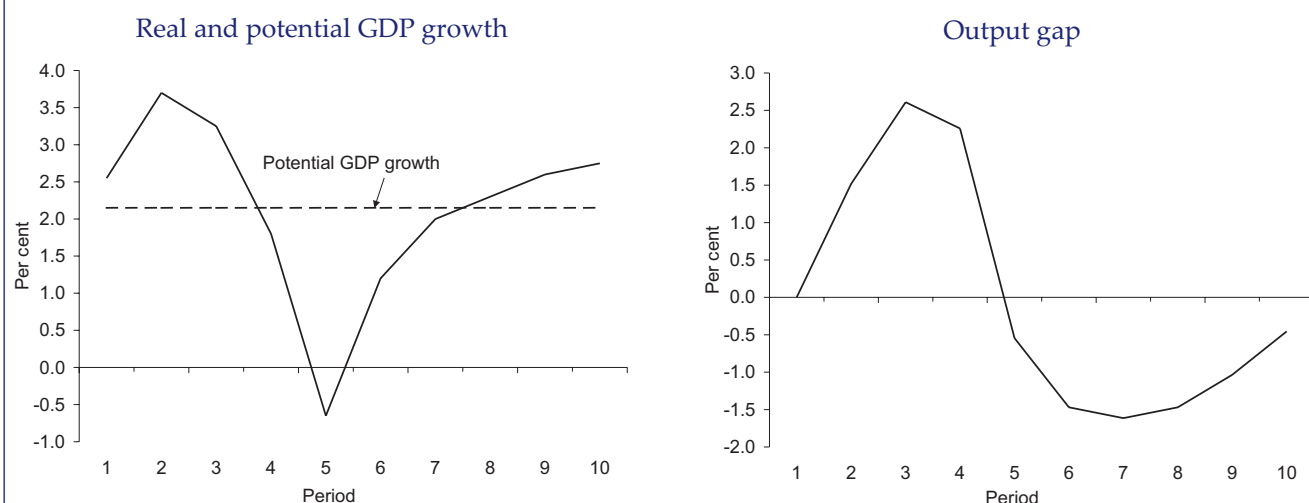 Real and potential GDP growth
4.0
3.5
3.0
2.5
2.0
1.5
1.0
0.5
0.0
-0.5
-1.0
Per cent
Potential GDP growth
1 2 3 4 5 6 7 8 9 10
Period
Output gap
3.0
2.5
2.0
1.5
1.0
0.5
0.0
-0.5
-1.0
-1.5
-2.0
Per cent
1 2 3 4 5 6 7 8 9 10
Period